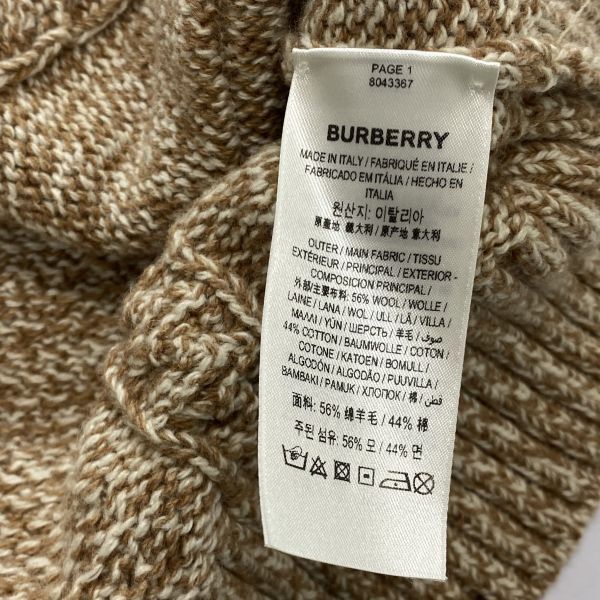 PAGE 1
8043367
BURBERRY
MADE IN ITALY / FABRIQUÉ EN ITALIE /
FABRICADO EM ITÁLIA / HECHO EN
ITALIA
원산지: 이탈리아
原產地 義大利 / 原产地 意大利
OUTER / MAIN FABRIC / TISSU
EXTÉRIEUR / PRINCIPAL / EXTERIOR -
COMPOSICION PRINCIPAL /
外部/主要布料: 56% WOOL / WOLLE /
LAINE / LANA / WOL / ULL / LÃ / VILLA /
ΜΑΛΛΙ / YÜN / ШЕРСТЬ / 羊毛 / صوف /
44% COTTON / BAUMWOLLE / COTON /
COTONE / KATOEN / BOMULL /
ALGODÓN / ALGODÃO / PUUVILLA /
BAMBAKI / PAMUK / ХЛОПОК / 棉 / قطن /
面料: 56% 绵羊毛 / 44% 棉
주된 섬유: 56% 모 / 44% 면